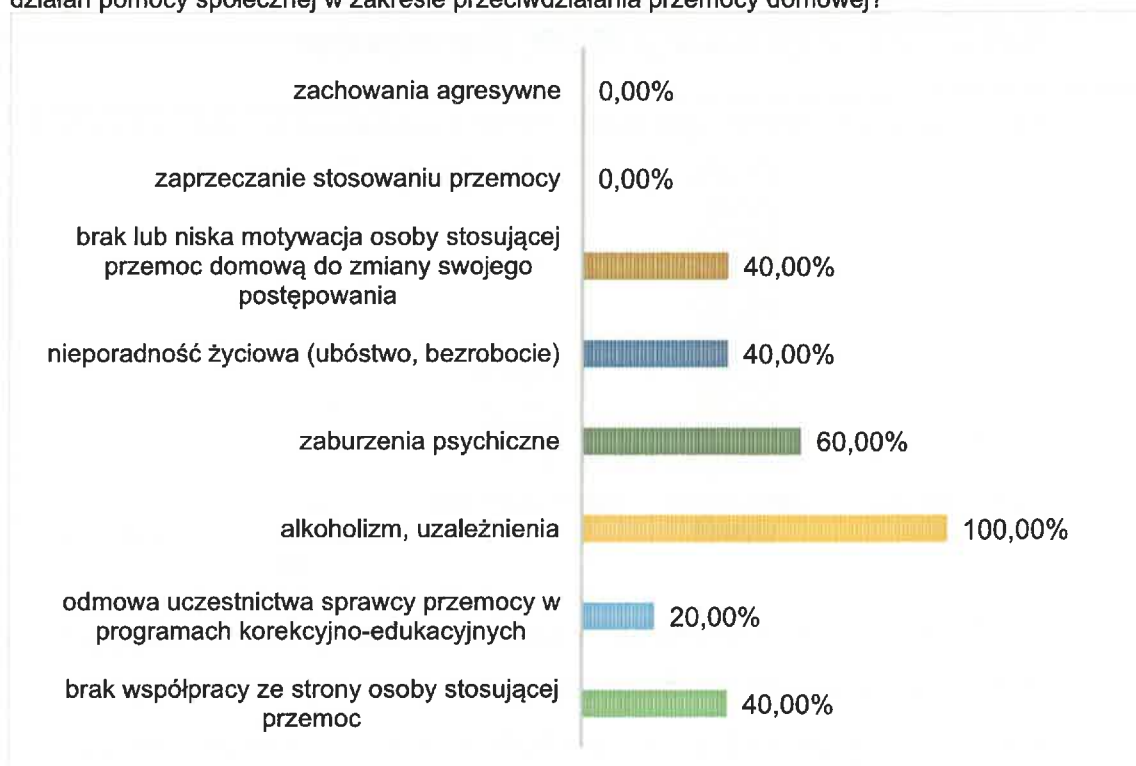 działań pomocy społecznej w zakresie przeciwdziałania przemocy domowej?
zachowania agresywne 0,00%
zaprzeczanie stosowaniu przemocy 0,00%
brak lub niska motywacja osoby stosującej
przemoc domową do zmiany swojego 40,00%
postępowania
nieporadność życiowa (ubóstwo, bezrobocie) 40,00%
zaburzenia psychiczne 60,00%
alkoholizm, uzależnienia 100,00%
odmowa uczestnictwa sprawcy przemocy w
programach korekcyjno-edukacyjnych 20,00%
brak współpracy ze strony osoby stosującej
przemoc 40,00%